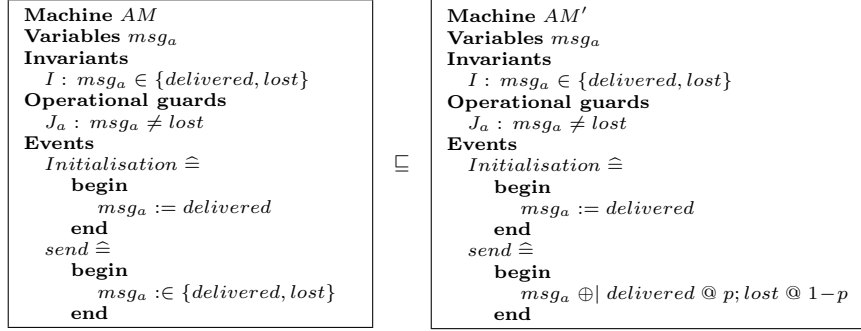 Machine AM
Variables msg_a
Invariants
I : msg_a ∈ {delivered, lost}
Operational guards
J_a : msg_a ≠ lost
Events
Initialisation ≙
begin
msg_a := delivered
end
send ≙
begin
msg_a :∈ {delivered, lost}
end
⊑
Machine AM′
Variables msg_a
Invariants
I : msg_a ∈ {delivered, lost}
Operational guards
J_a : msg_a ≠ lost
Events
Initialisation ≙
begin
msg_a := delivered
end
send ≙
begin
msg_a ⊕| delivered @ p; lost @ 1−p
end